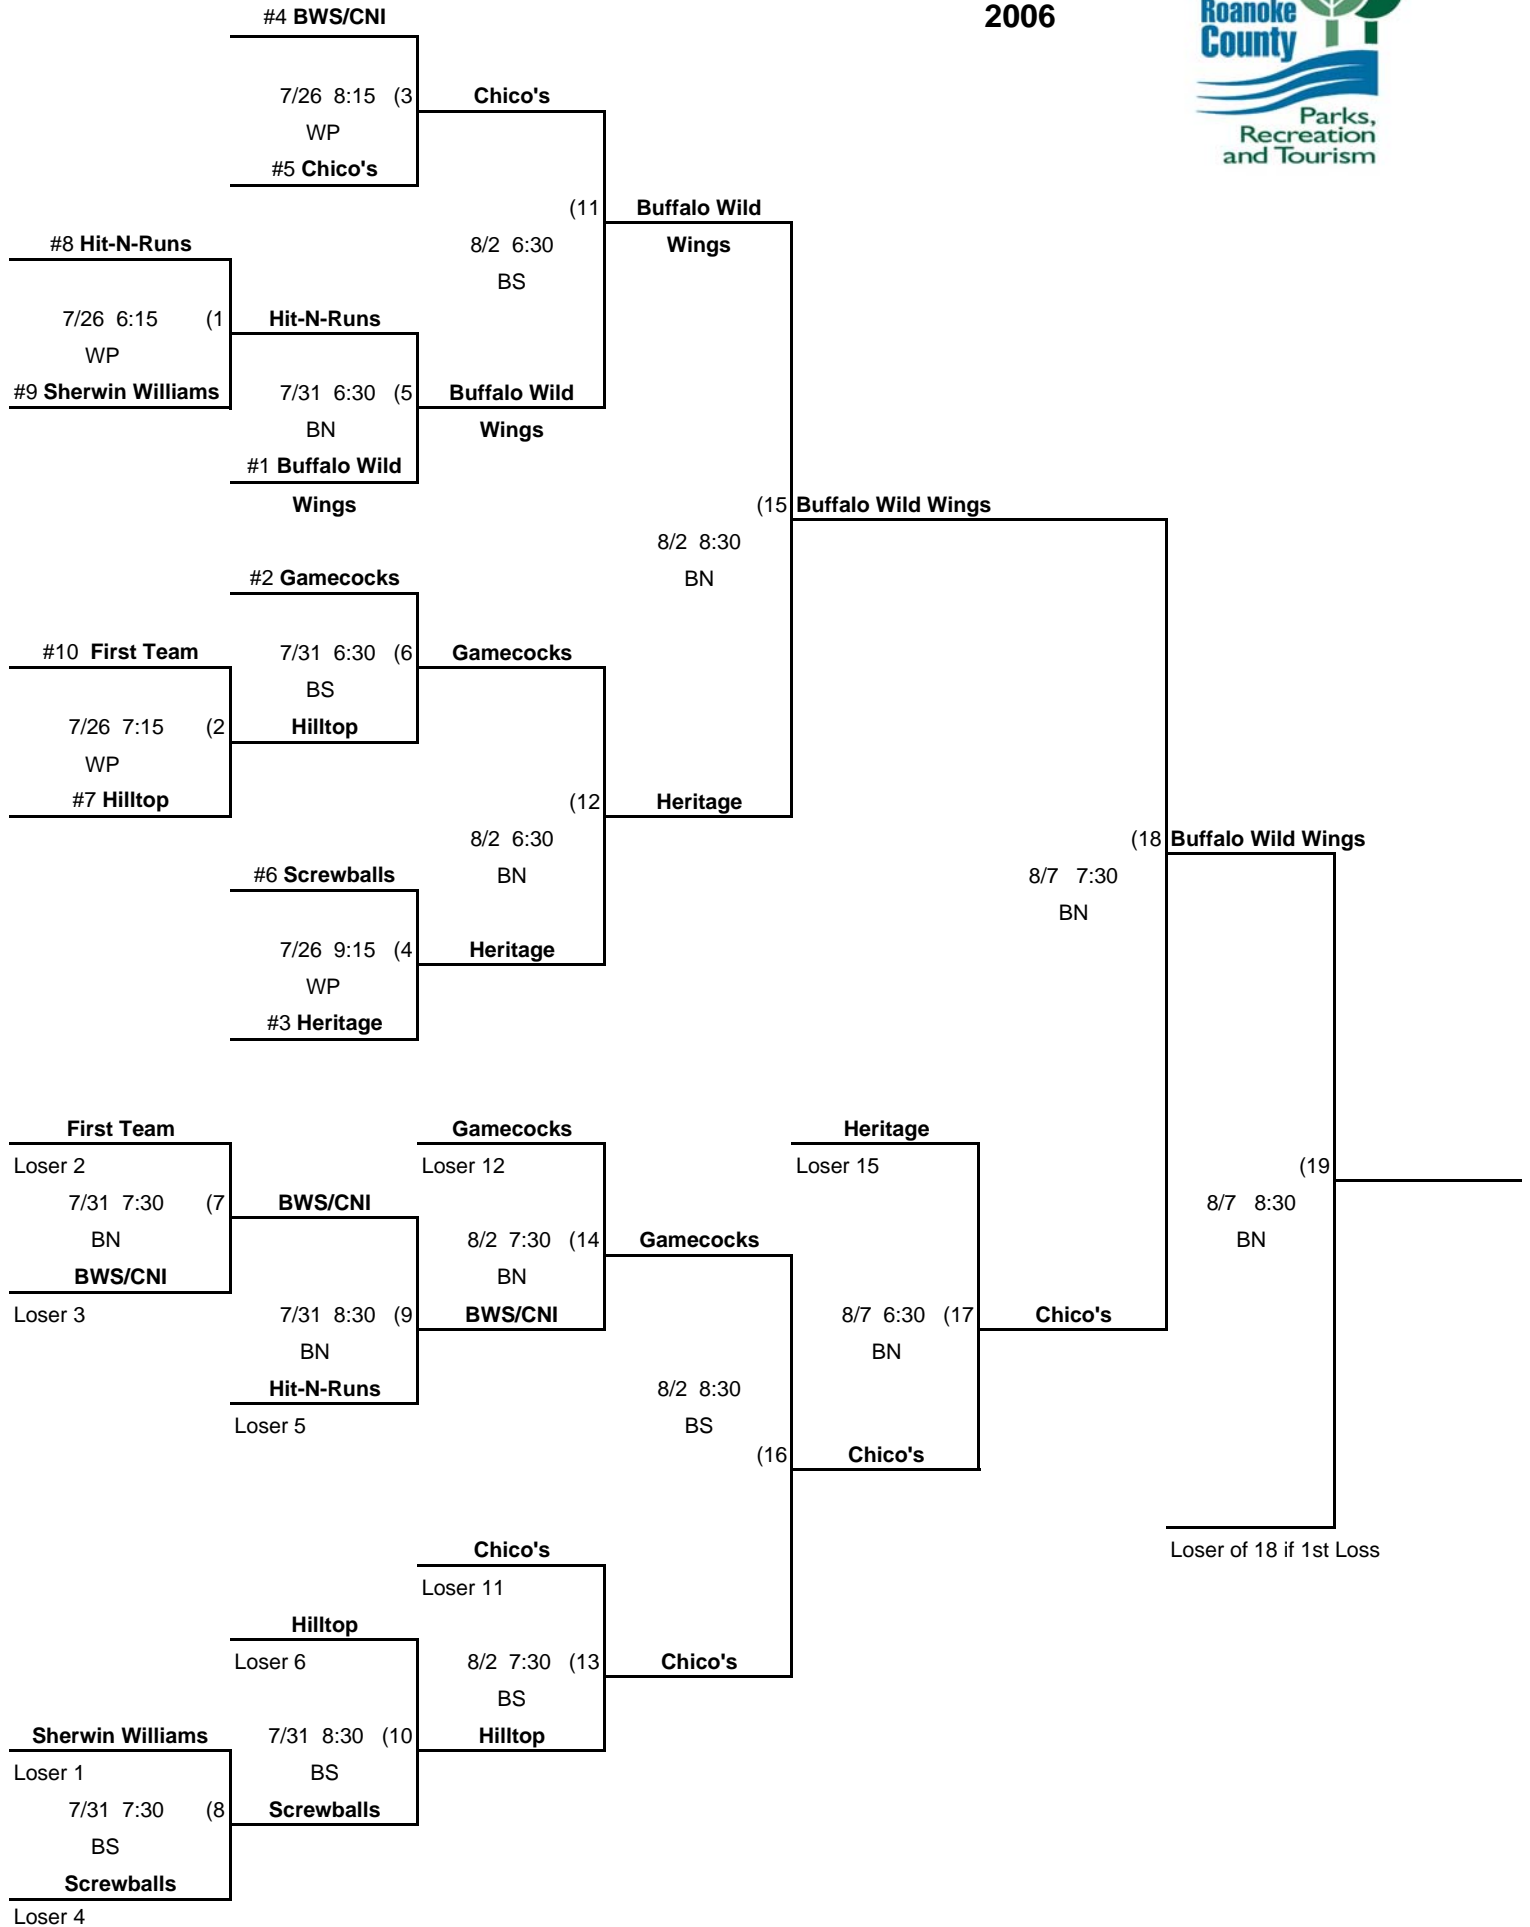 #4 BWS/CNI
2006
Roanoke
County
Parks,
Recreation
and Tourism
7/26 8:15 (3
Chico's
WP
#5 Chico's
(11
Buffalo Wild
Wings
#8 Hit-N-Runs
8/2 6:30
BS
7/26 6:15 (1
Hit-N-Runs
WP
#9 Sherwin Williams
7/31 6:30 (5
Buffalo Wild
Wings
BN
#1 Buffalo Wild
Wings
(15 Buffalo Wild Wings
8/2 8:30
BN
#2 Gamecocks
#10 First Team
7/31 6:30 (6
Gamecocks
BS
7/26 7:15 (2
Hilltop
WP
#7 Hilltop
(12
Heritage
8/2 6:30
BN
(18 Buffalo Wild Wings
8/7 7:30
BN
#6 Screwballs
7/26 9:15 (4
Heritage
WP
#3 Heritage
First Team
Loser 2
Gamecocks
Loser 12
Heritage
Loser 15
(19
7/31 7:30 (7
BWS/CNI
8/7 8:30
BN
BN
8/2 7:30 (14
Gamecocks
BN
BWS/CNI
Loser 3
7/31 8:30 (9
BWS/CNI
8/7 6:30 (17
Chico's
BN
BN
Hit-N-Runs
Loser 5
8/2 8:30
BS
(16
Chico's
Chico's
Loser 11
Loser of 18 if 1st Loss
Hilltop
Loser 6
8/2 7:30 (13
Chico's
BS
Sherwin Williams
Loser 1
7/31 8:30 (10
Hilltop
BS
7/31 7:30 (8
Screwballs
BS
Screwballs
Loser 4